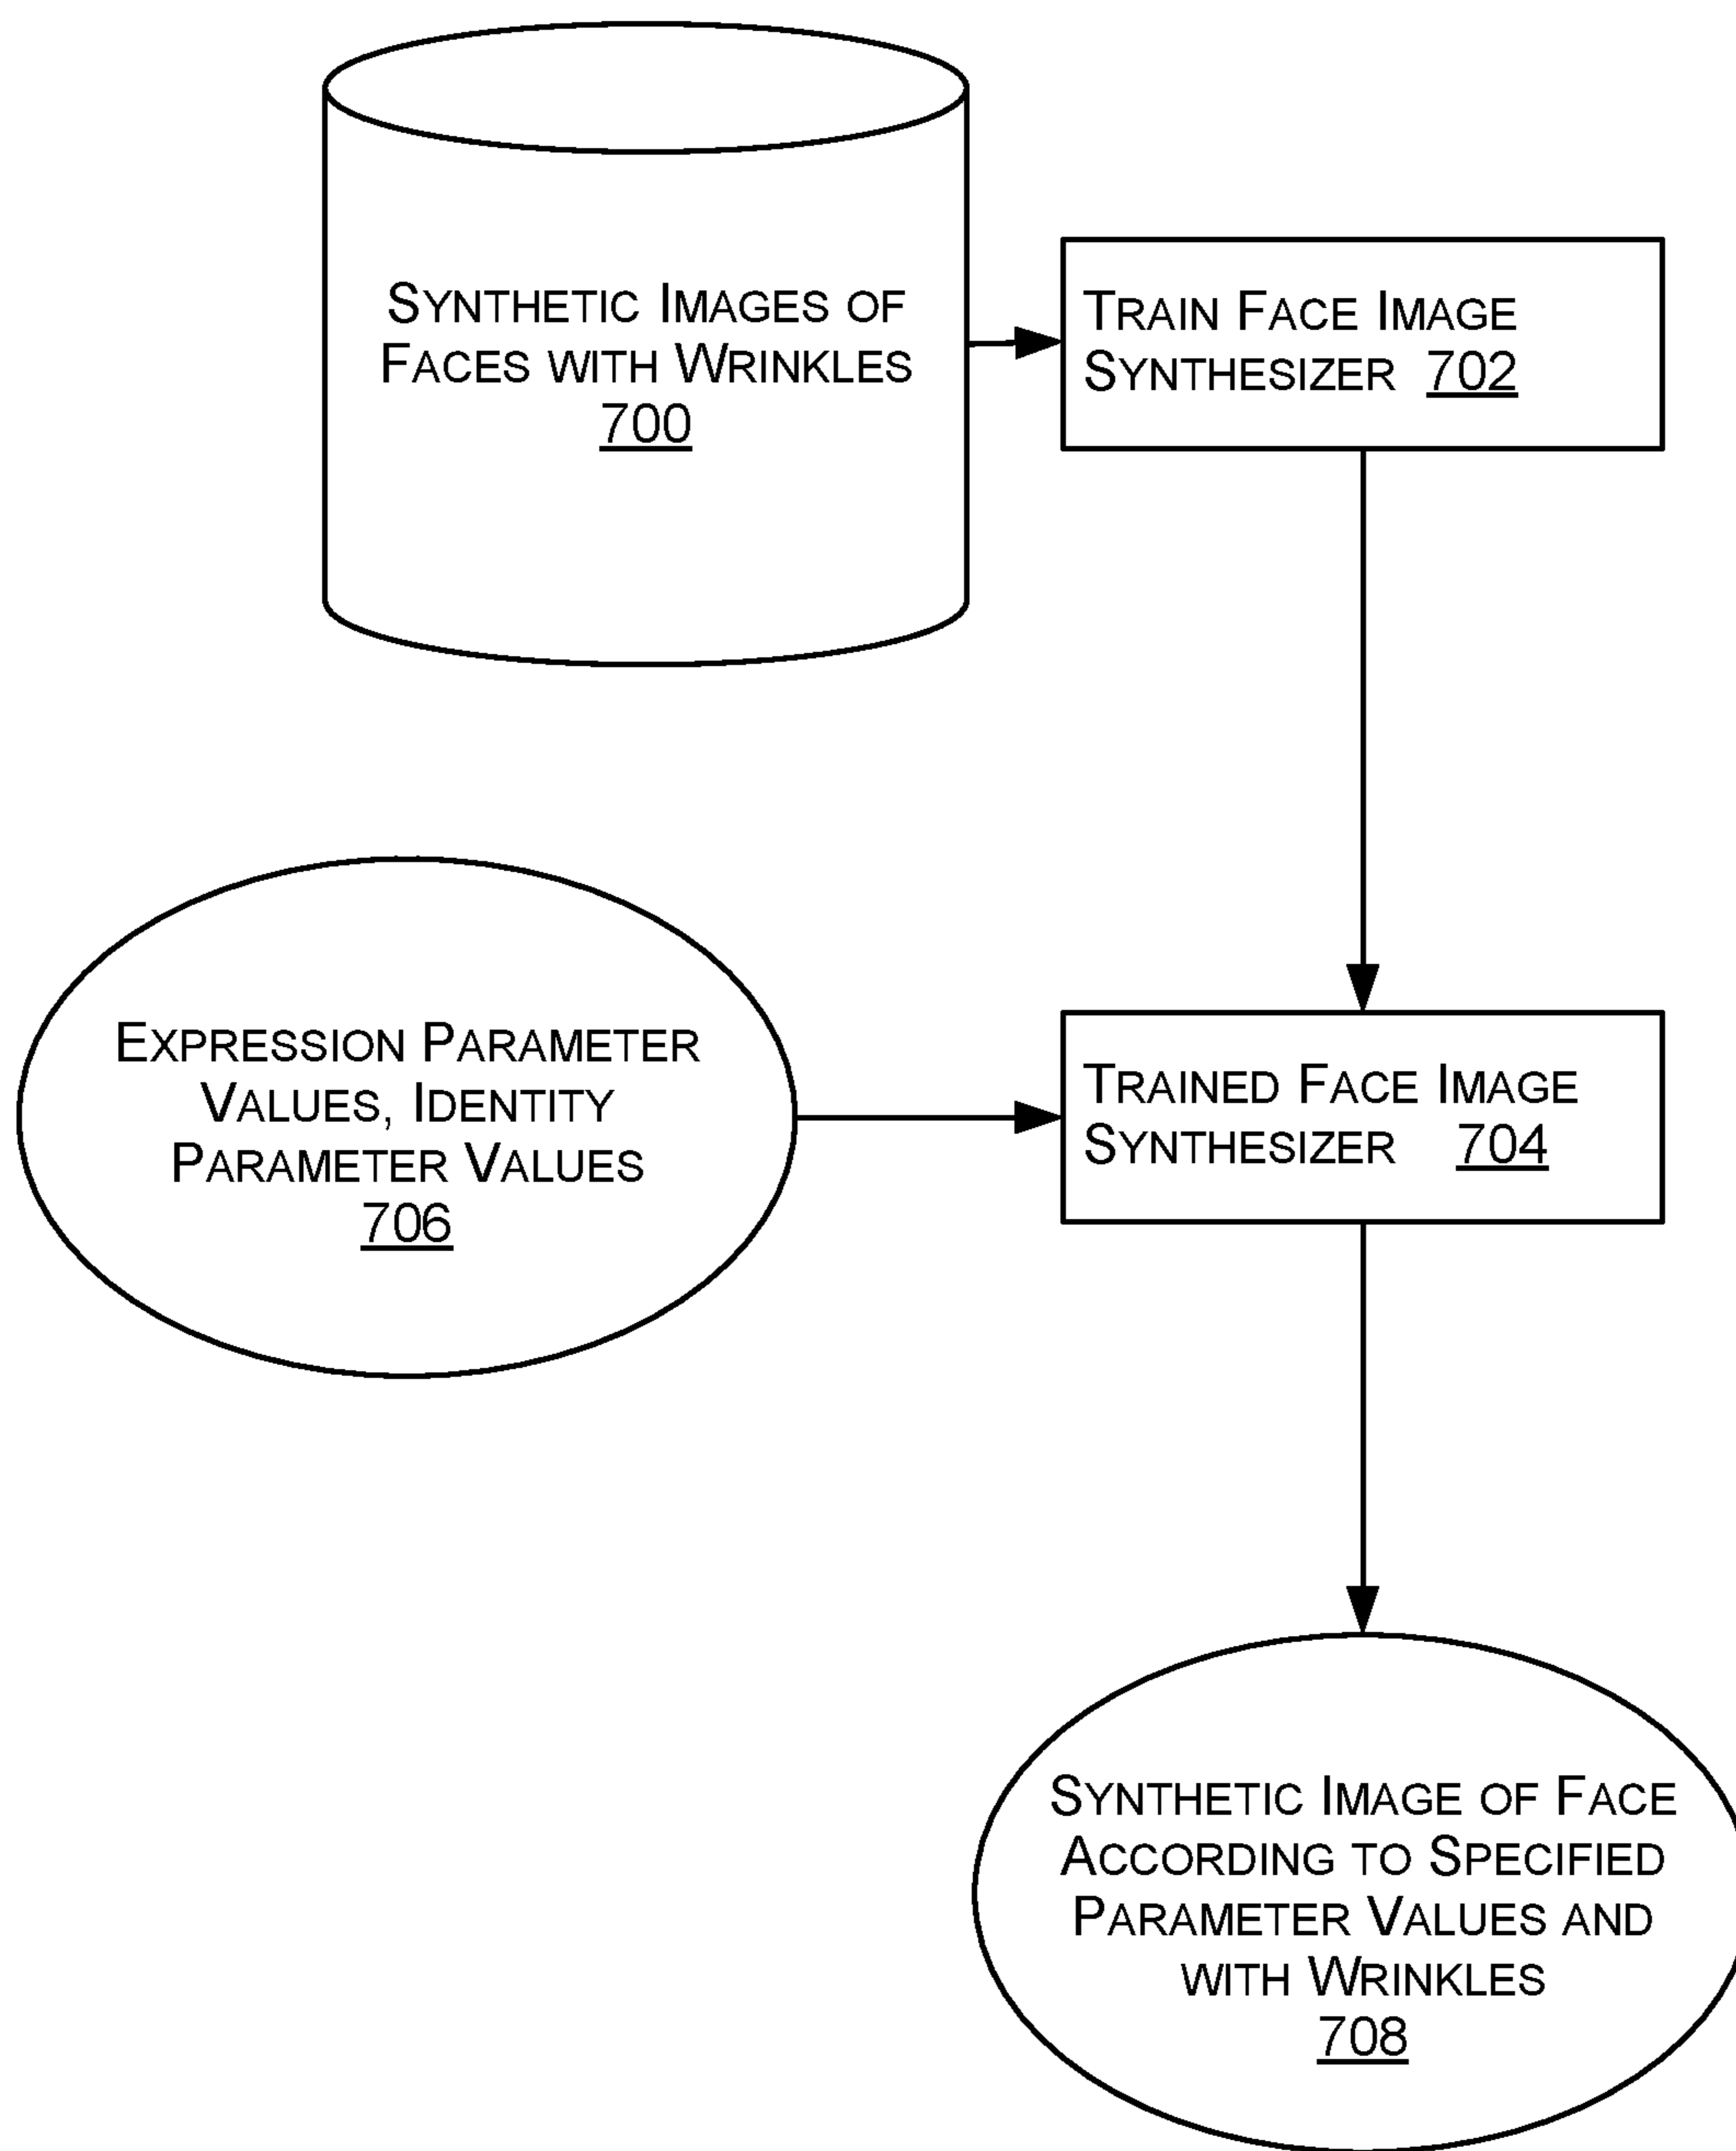 Synthetic Images of
Faces with Wrinkles
700
Train Face Image
Synthesizer 702
Expression Parameter
Values, Identity
Parameter Values
706
Trained Face Image
Synthesizer 704
Synthetic Image of Face
According to Specified
Parameter Values and
with Wrinkles
708